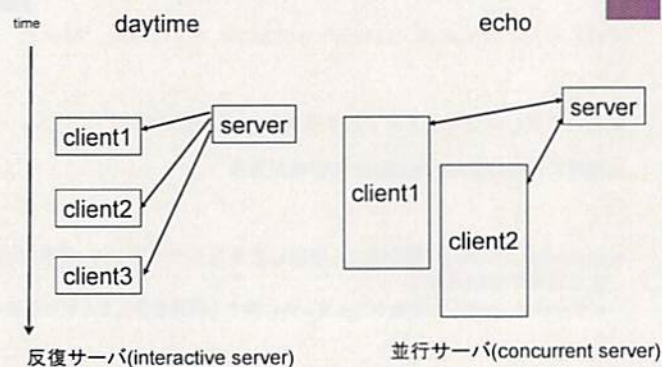 time
daytime
client1
client2
client3
server
反復サーバ(interactive server)
echo
server
client1
client2
並行サーバ(concurrent server)